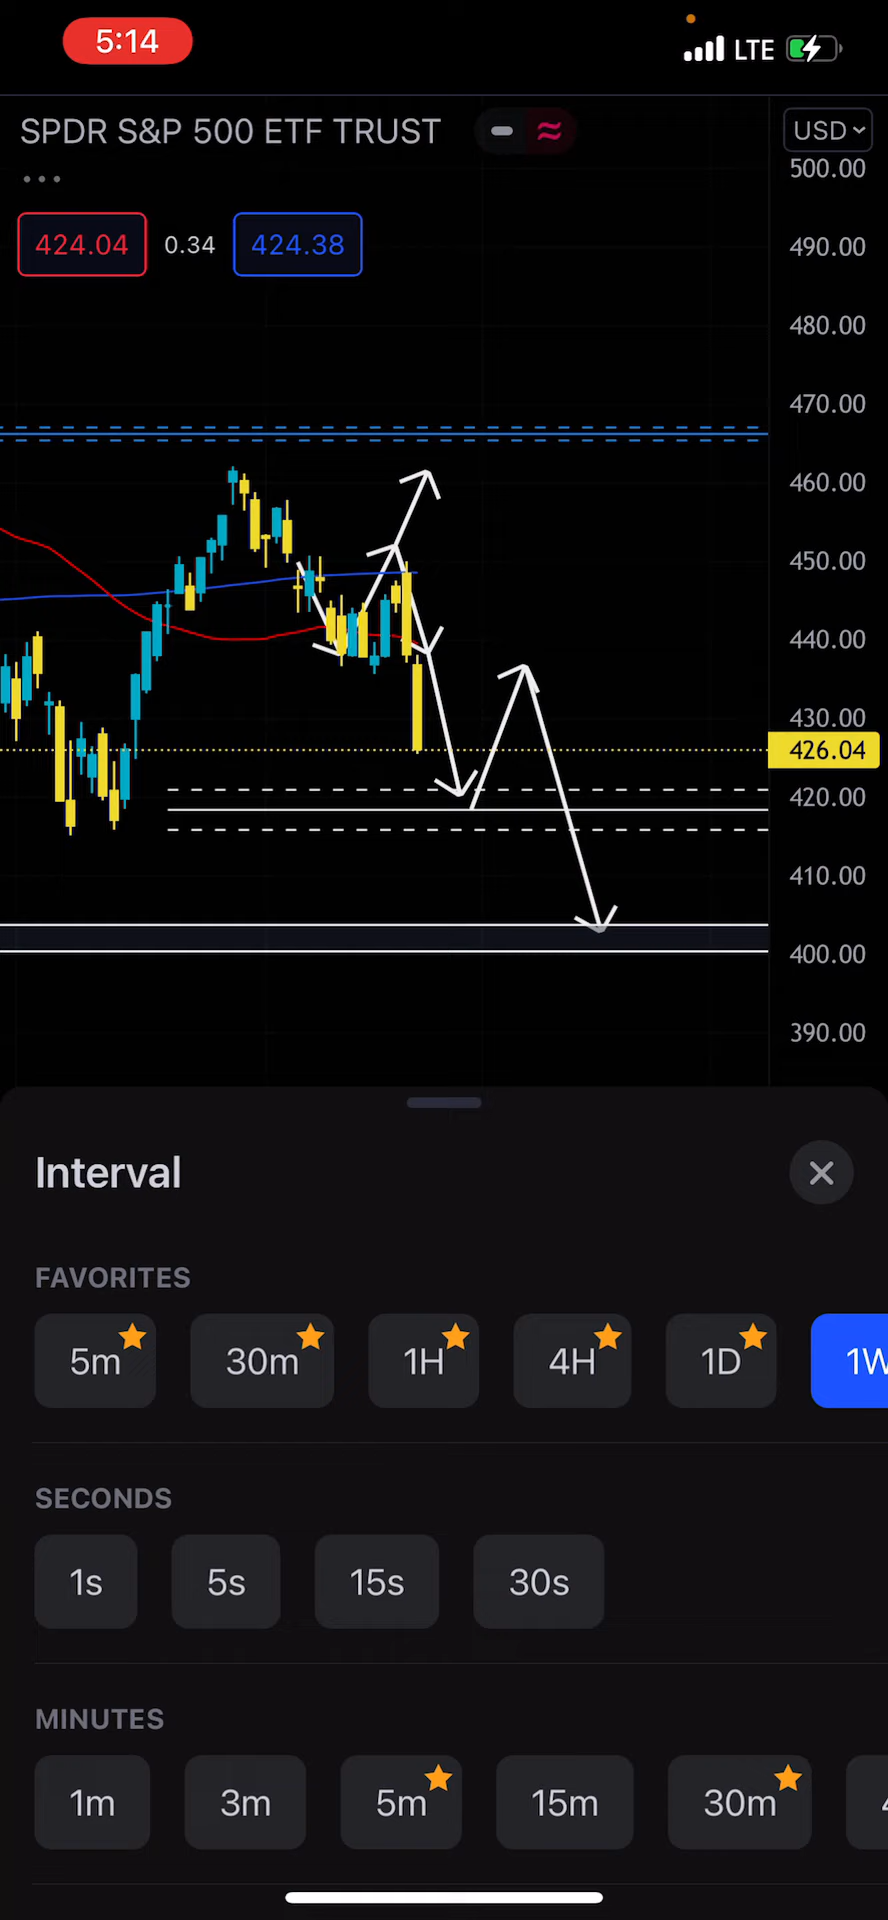 5:14
LTE
SPDR S&P 500 ETF TRUST
USD
500.00
424.04 0.34 424.38
490.00
480.00
470.00
460.00
450.00
440.00
430.00
426.04
420.00
410.00
400.00
390.00
Interval
FAVORITES
5m 30m 1H 4H 1D 1W
SECONDS
1s 5s 15s 30s
MINUTES
1m 3m 5m 15m 30m